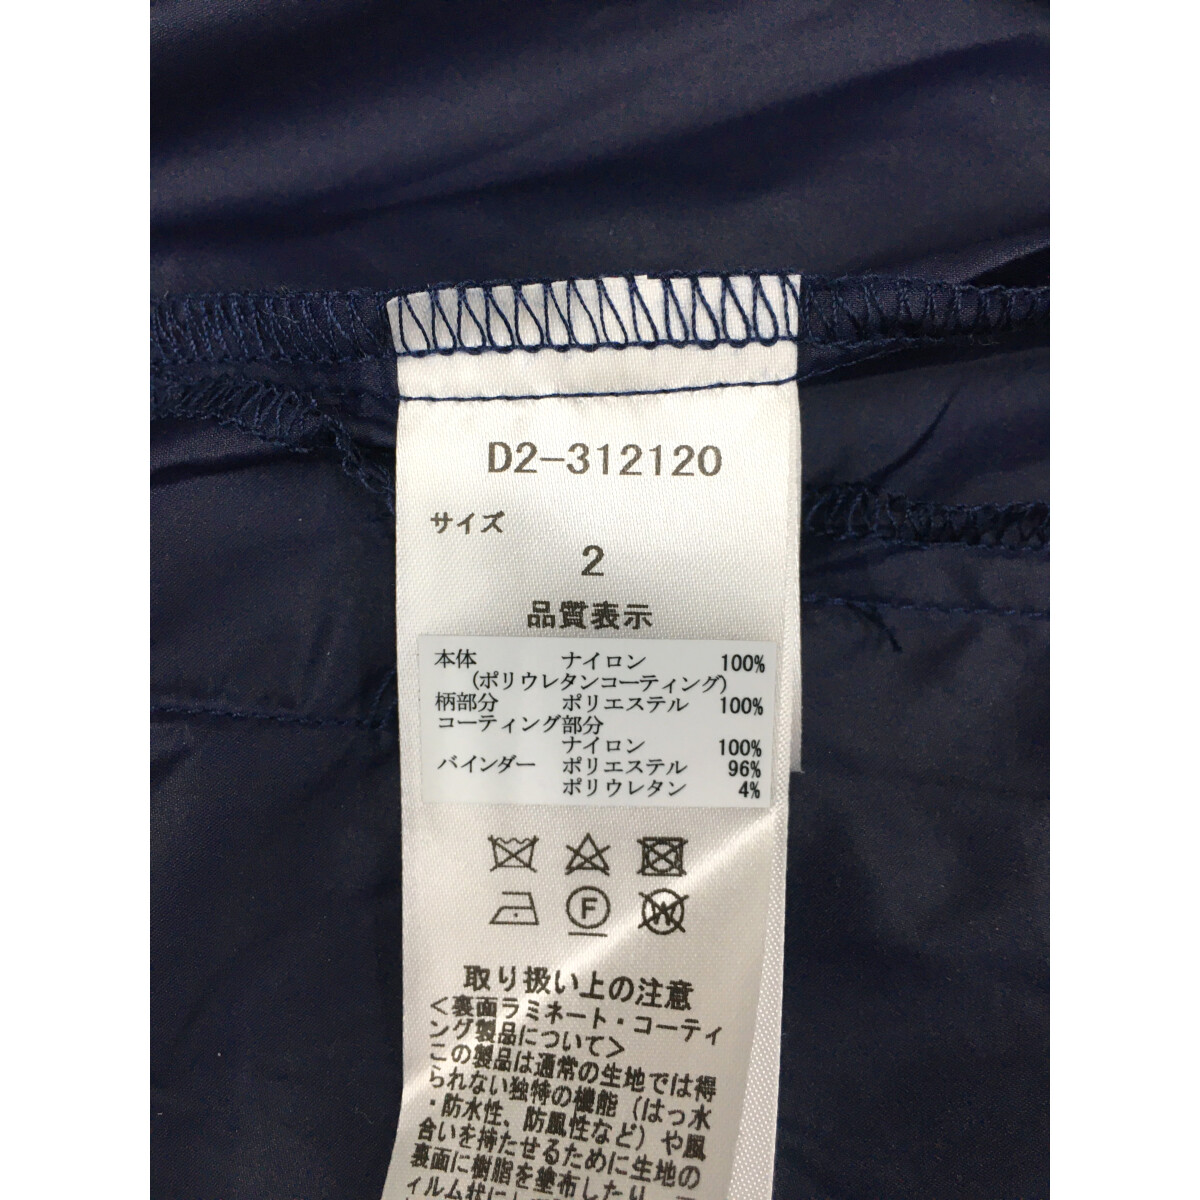 D2-312120
サイズ
2
品質表示
本体 ナイロン 100%
(ポリウレタンコーティング)
柄部分 ポリエステル 100%
コーティング部分
ナイロン 100%
バインダー ポリエステル 96%
ポリウレタン 4%
F
W
取り扱い上の注意
<裏面ラミネート・コーティ
ング製品について>
この製品は通常の生地では得
られない独特の機能(はっ水
・防水性、防風性など)や風
合いを持たせるために生地の
裏面に樹脂を塗布したり、フ
ィルム状に